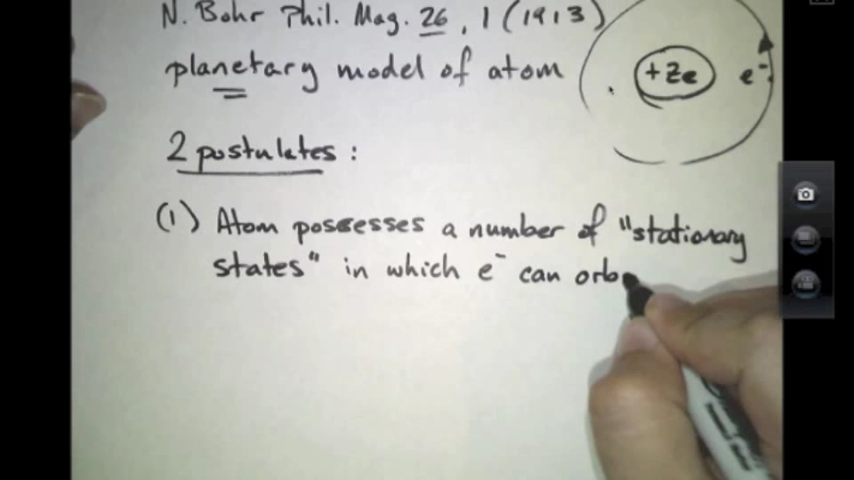 N. Bohr Phil. Mag. 26, 1 (1913)
planetary model of atom
+Ze
e⁻
2 postulates :
(1) Atom possesses a number of "stationary
states" in which e⁻ can orb